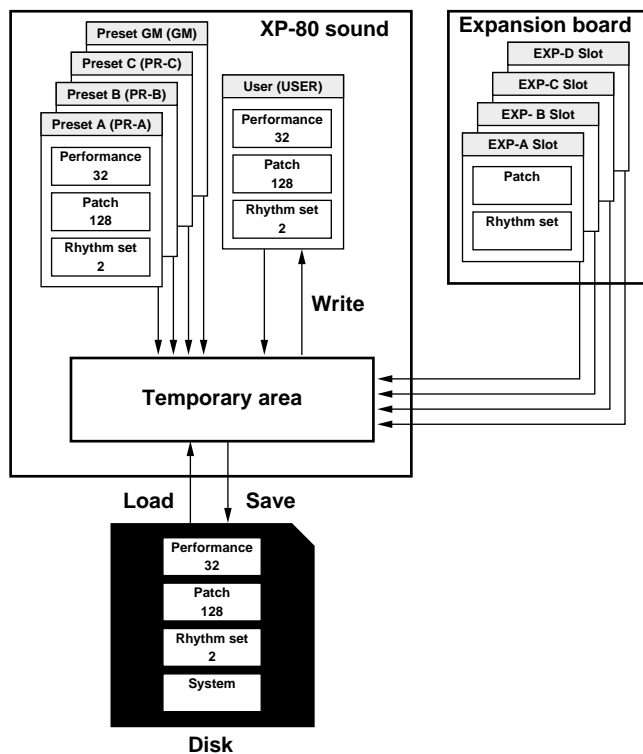 XP-80 sound
Preset GM (GM)
Preset C (PR-C)
Preset B (PR-B)
Preset A (PR-A)
Performance
32
Patch
128
Rhythm set
2
User (USER)
Performance
32
Patch
128
Rhythm set
2
Write
Temporary area
Expansion board
EXP-D Slot
EXP-C Slot
EXP- B Slot
EXP-A Slot
Patch
Rhythm set
Load
Save
Performance
32
Patch
128
Rhythm set
2
System
Disk